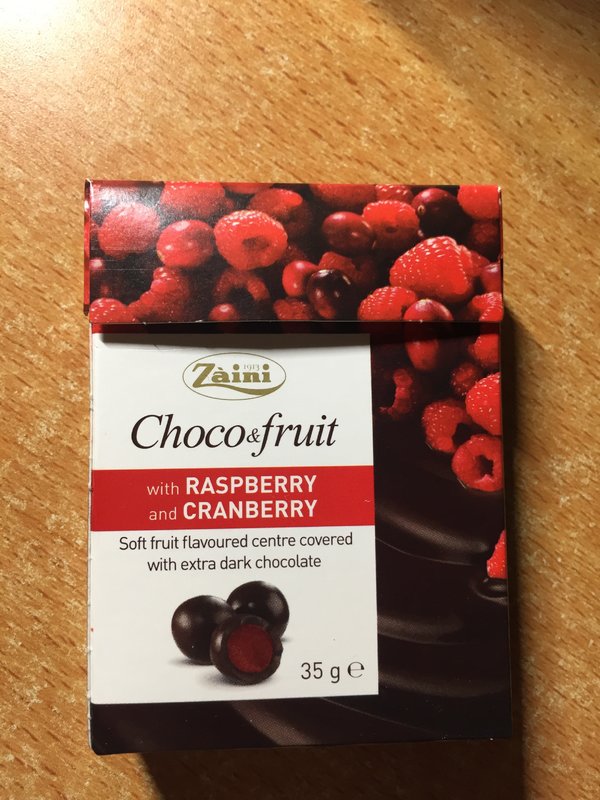 1913
Zàini
Choco&fruit
with RASPBERRY
and CRANBERRY
Soft fruit flavoured centre covered
with extra dark chocolate
35 g ℮